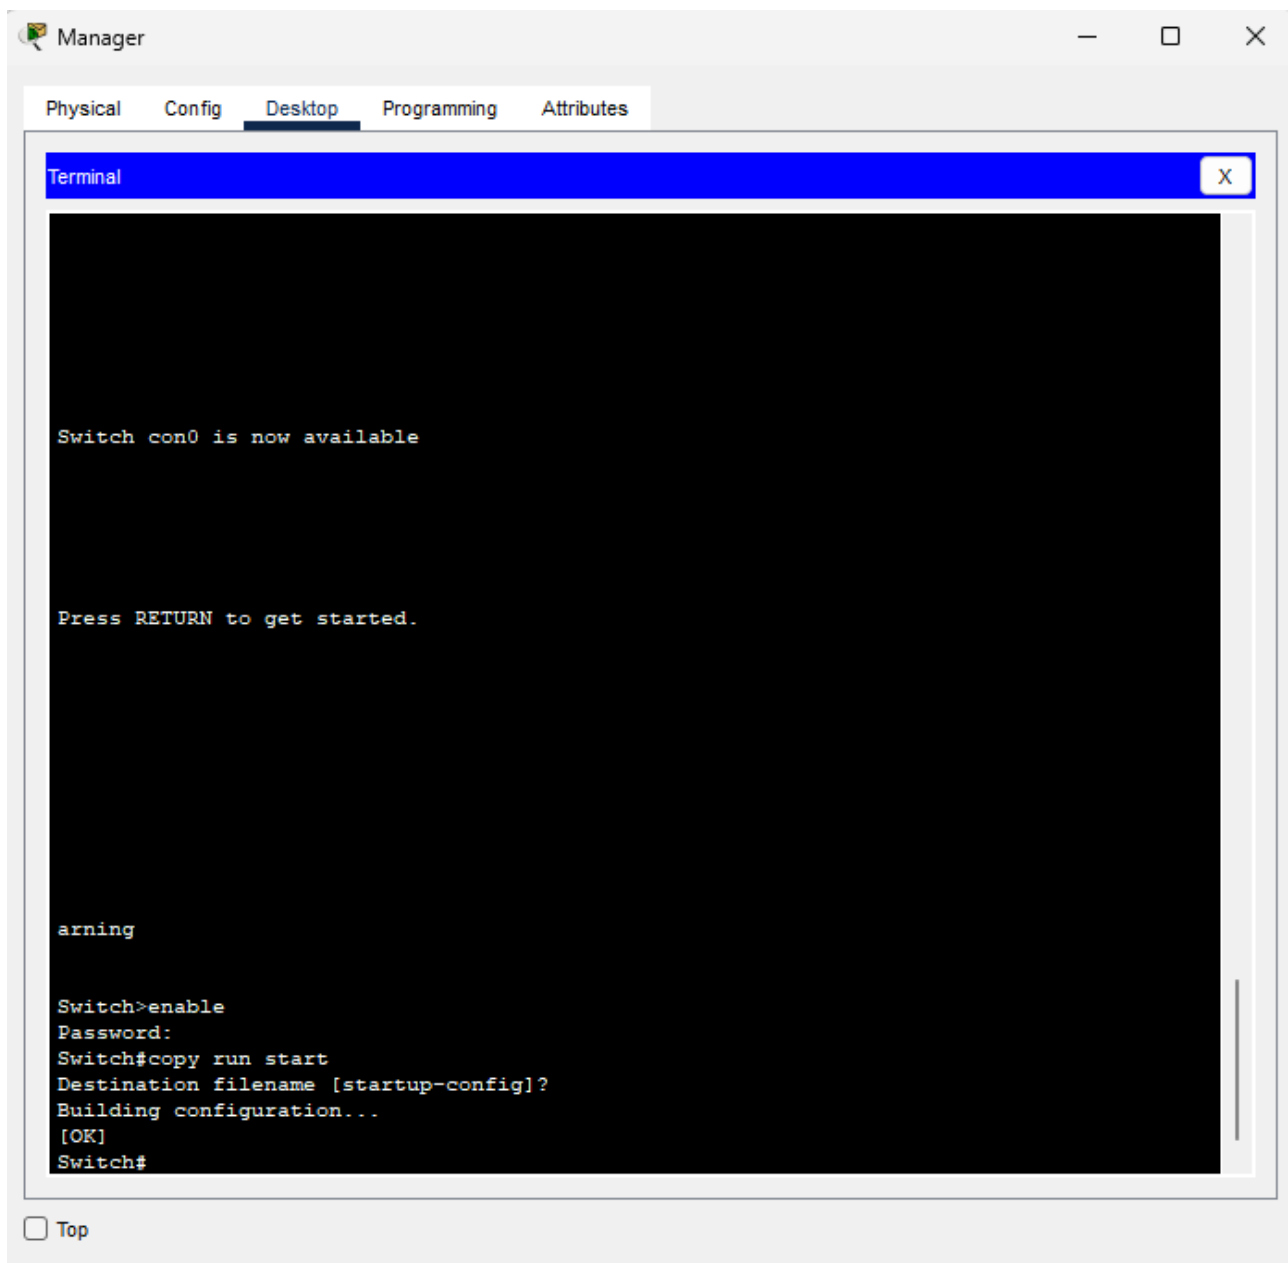 Manager
Physical Config Desktop Programming Attributes
Terminal X
Switch con0 is now available
Press RETURN to get started.
arning
Switch>enable
Password:
Switch#copy run start
Destination filename [startup-config]?
Building configuration...
[OK]
Switch#
Top